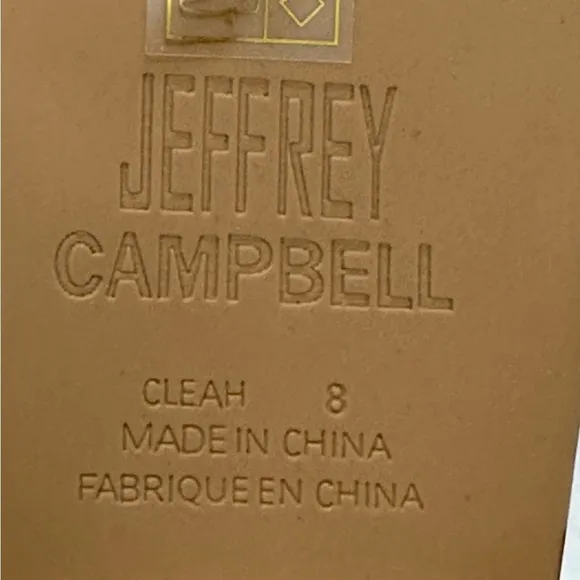 JEFFREY
CAMPBELL
CLEAH 8
MADE IN CHINA
FABRIQUE EN CHINA